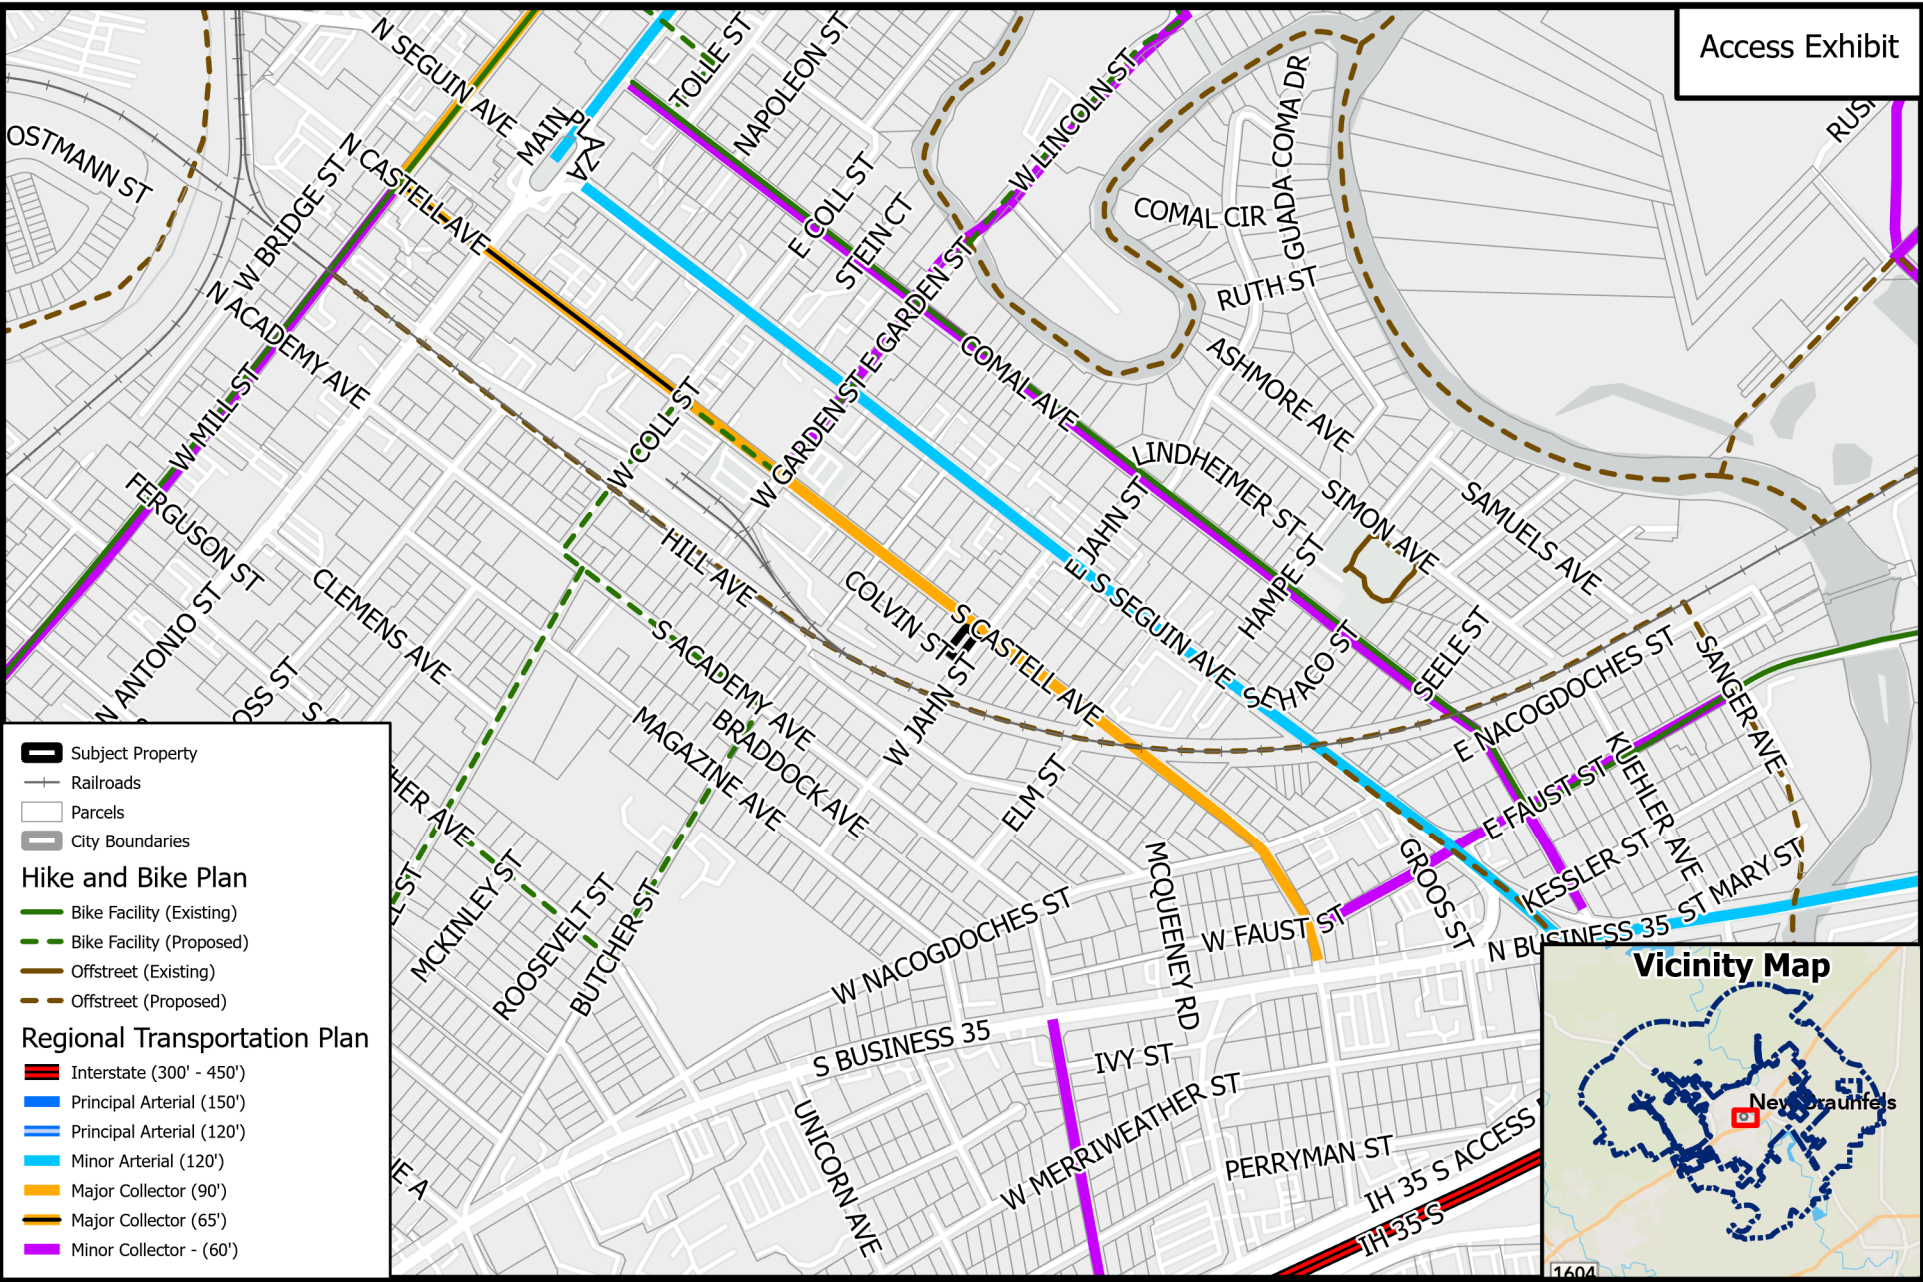 Access Exhibit
N SEGUIN AVE
MAIN
PLAZA
TOLLE ST
NAPOLEON ST
W LINCOLN ST
GUADA COMA DR
OSTMANN ST
N CASTELL AVE
W BRIDGE ST
E COLL ST
STEIN CT
COMAL CIR
RUTH ST
N ACADEMY AVE
E GARDEN ST
COMAL AVE
ASHMORE AVE
W MILL ST
W COLL ST
W GARDEN ST
LINDHEIMER ST
SIMON AVE
SAMUELS AVE
FERGUSON ST
HILL AVE
E JAHN ST
HAMPE ST
CLEMENS AVE
COLVIN ST
S CASTELL AVE
S SEGUIN AVE
HACO ST
SEELE ST
N ANTONIO ST
OSS ST
S ACADEMY AVE
W JAHN ST
E NACOGDOCHES ST
SANGER AVE
MAGAZINE AVE
BRADDOCK AVE
ELM ST
E FAUST ST
KUEHLER AVE
THER AVE
MCQUEENEY RD
GROOS ST
KESSLER ST
ST MARY ST
MCKINLEY ST
ROOSEVELT ST
BUTCHER ST
W NACOGDOCHES ST
W FAUST ST
N BUSINESS 35
S BUSINESS 35
IVY ST
W MERRIWEATHER ST
UNICORN AVE
PERRYMAN ST
IH 35 S ACCESS
IH 35 S
Subject Property
Railroads
Parcels
City Boundaries
Hike and Bike Plan
Bike Facility (Existing)
Bike Facility (Proposed)
Offstreet (Existing)
Offstreet (Proposed)
Regional Transportation Plan
Interstate (300' - 450')
Principal Arterial (150')
Principal Arterial (120')
Minor Arterial (120')
Major Collector (90')
Major Collector (65')
Minor Collector - (60')
Vicinity Map
New Braunfels
1604